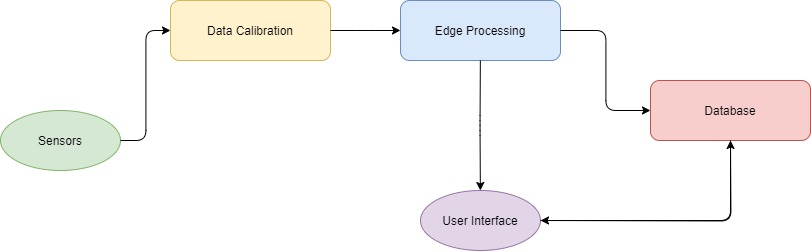 Data Calibration
Edge Processing
Database
Sensors
User Interface